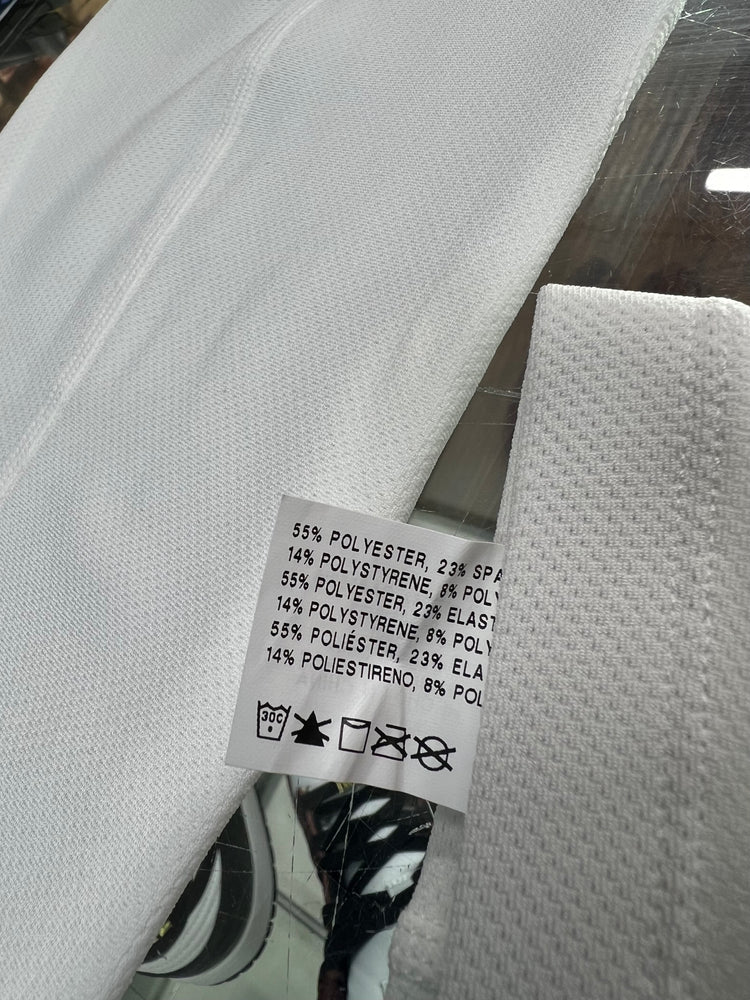 55% POLYESTER, 23% SPA
14% POLYSTYRENE, 8% POLY
55% POLYESTER, 23% ELAST
14% POLYSTYRENE, 8% POLY
55% POLIÉSTER, 23% ELA
14% POLIESTIRENO, 8% POL
30C